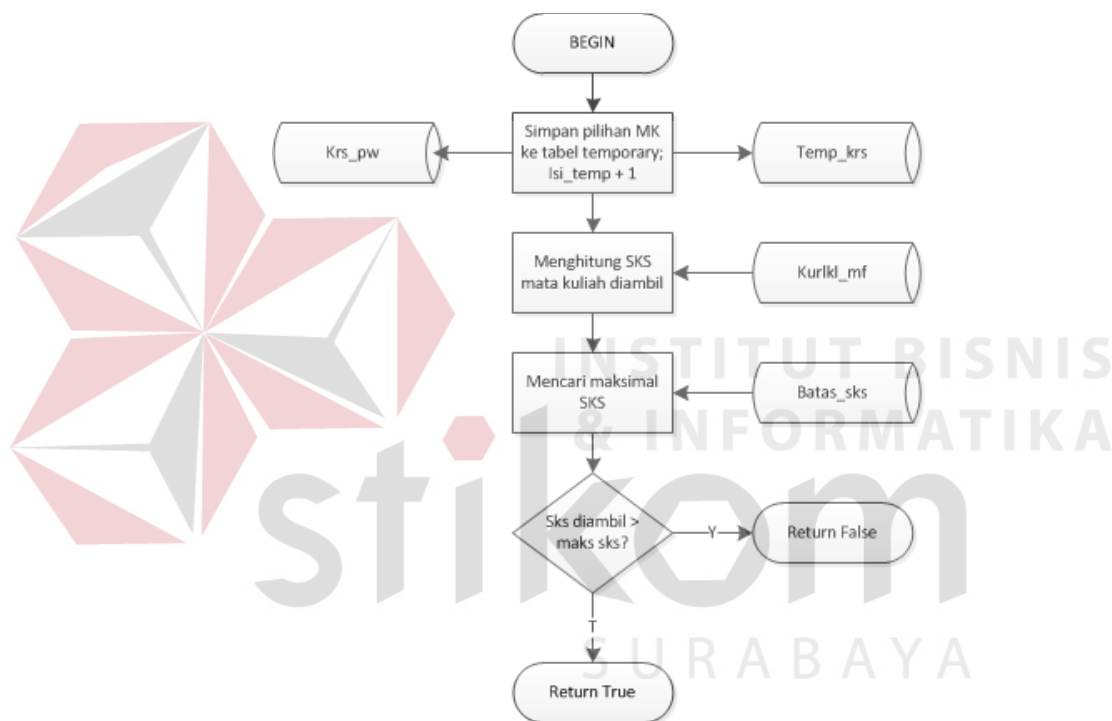 BEGIN
Simpan pilihan MK
ke tabel temporary;
Isi_temp + 1
Krs_pw
Temp_krs
Menghitung SKS
mata kuliah diambil
Kurlkl_mf
Mencari maksimal
SKS
Batas_sks
Sks diambil >
maks sks?
Y
Return False
T
Return True
INSTITUT BISNIS
& INFORMATIKA
stikom
SURABAYA